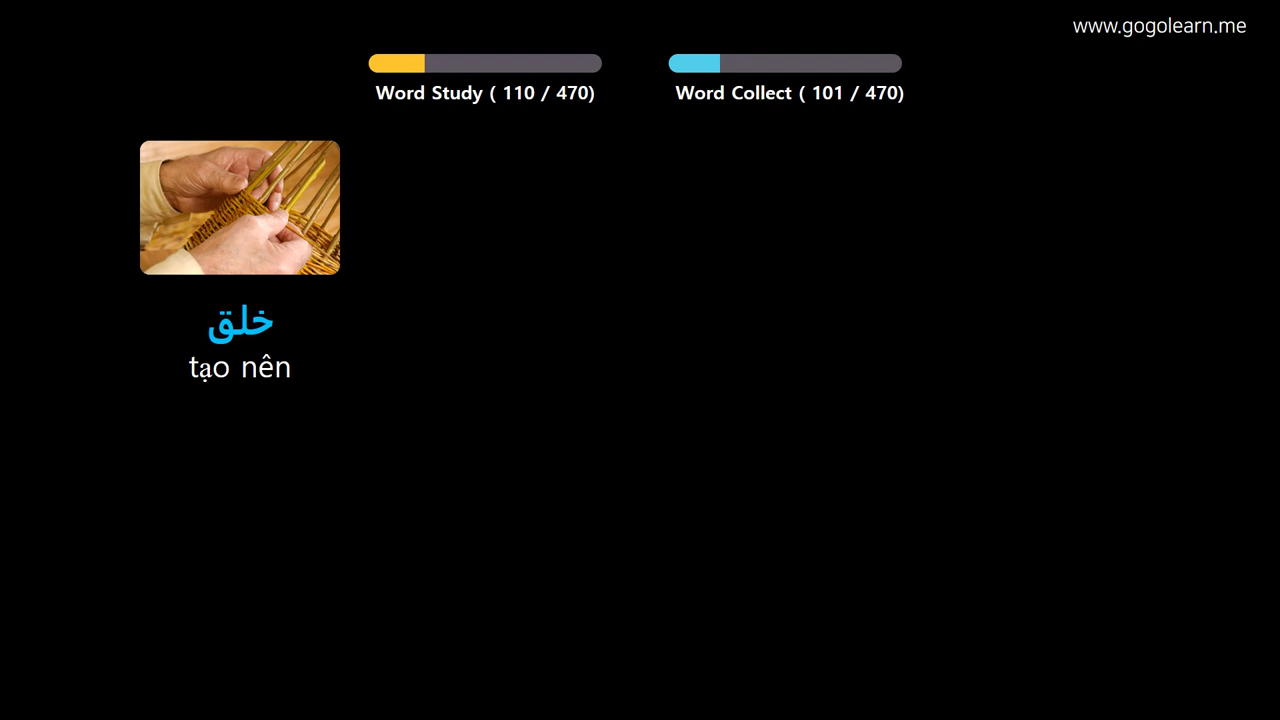 www.gogolearn.me
Word Study ( 110 / 470)
Word Collect ( 101 / 470)
خلق
tạo nên